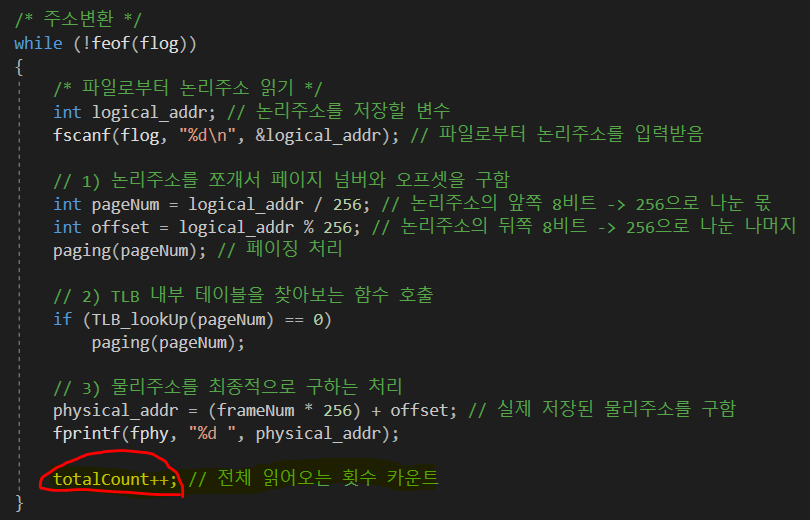 /* 주소변환 */
while (!feof(flog))
{
/* 파일로부터 논리주소 읽기 */
int logical_addr; // 논리주소를 저장할 변수
fscanf(flog, "%d\n", &logical_addr); // 파일로부터 논리주소를 입력받음
// 1) 논리주소를 쪼개서 페이지 넘버와 오프셋을 구함
int pageNum = logical_addr / 256; // 논리주소의 앞쪽 8비트 -> 256으로 나눈 몫
int offset = logical_addr % 256; // 논리주소의 뒤쪽 8비트 -> 256으로 나눈 나머지
paging(pageNum); // 페이징 처리
// 2) TLB 내부 테이블을 찾아보는 함수 호출
if (TLB_lookUp(pageNum) == 0)
paging(pageNum);
// 3) 물리주소를 최종적으로 구하는 처리
physical_addr = (frameNum * 256) + offset; // 실제 저장된 물리주소를 구함
fprintf(fphy, "%d ", physical_addr);
totalCount++; // 전체 읽어오는 횟수 카운트
}